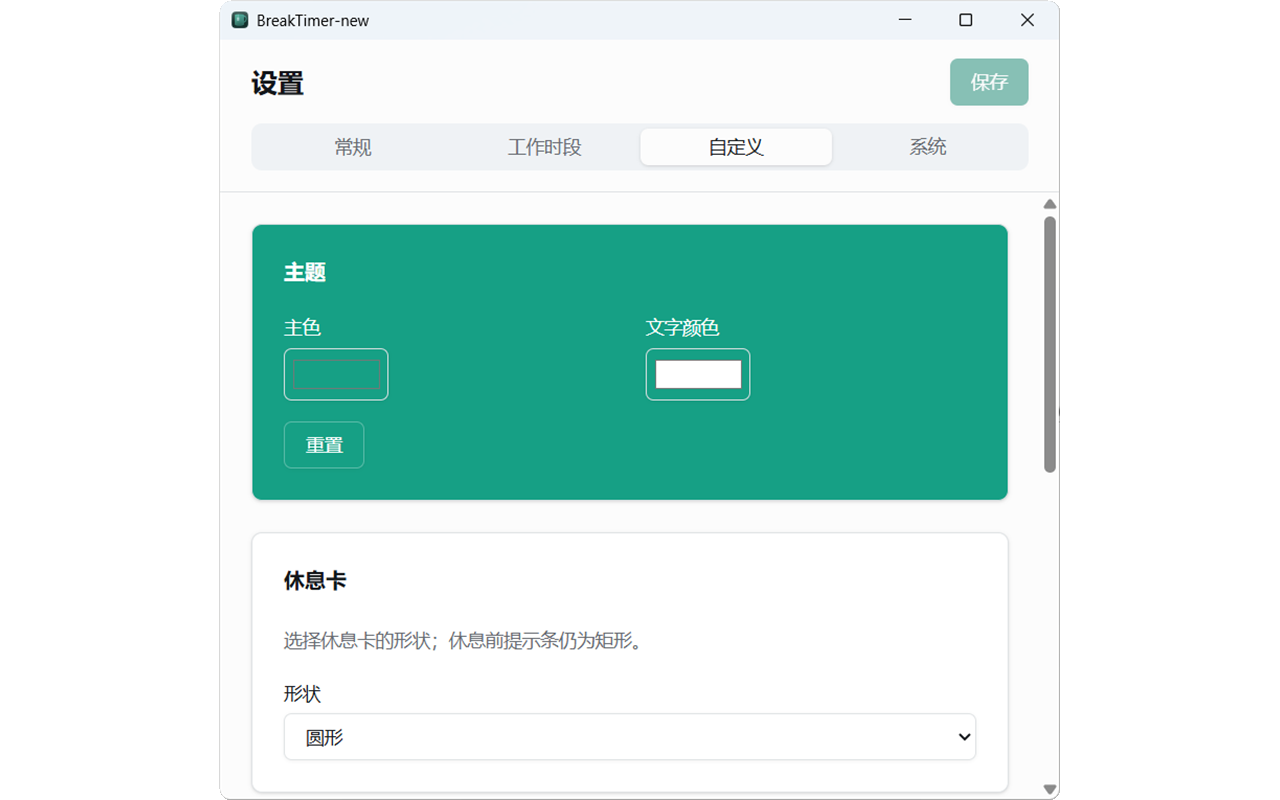 BreakTimer-new
设置
保存
常规
工作时段
自定义
系统
主题
主色
文字颜色
重置
休息卡
选择休息卡的形状；休息前提示条仍为矩形。
形状
圆形